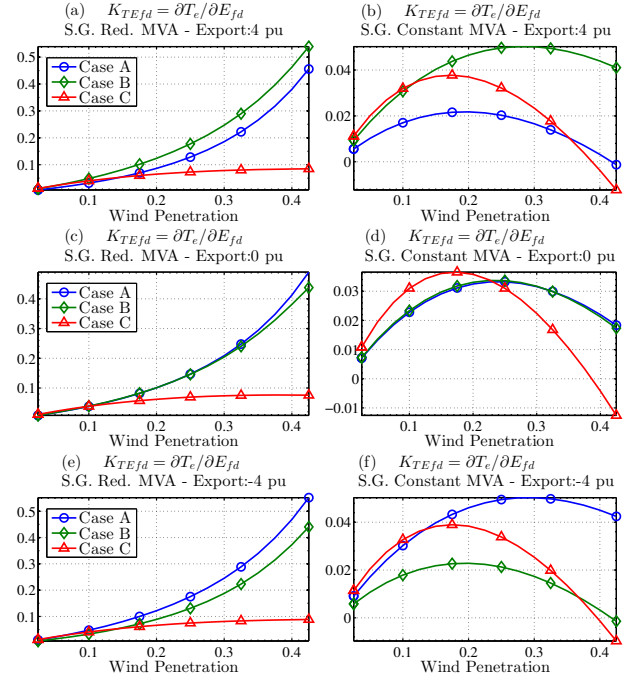 (a) K_{TEfd} = ∂T_e/∂E_{fd}
S.G. Red. MVA - Export:4 pu
0.5
0.4
0.3
0.2
0.1
Case A
Case B
Case C
0.1 0.2 0.3 0.4
Wind Penetration
(b) K_{TEfd} = ∂T_e/∂E_{fd}
S.G. Constant MVA - Export:4 pu
0.04
0.02
0
0.1 0.2 0.3 0.4
Wind Penetration
(c) K_{TEfd} = ∂T_e/∂E_{fd}
S.G. Red. MVA - Export:0 pu
0.4
0.3
0.2
0.1
Case A
Case B
Case C
0.1 0.2 0.3 0.4
Wind Penetration
(d) K_{TEfd} = ∂T_e/∂E_{fd}
S.G. Constant MVA - Export:0 pu
0.03
0.02
0.01
0
−0.01
0.1 0.2 0.3 0.4
Wind Penetration
(e) K_{TEfd} = ∂T_e/∂E_{fd}
S.G. Red. MVA - Export:-4 pu
0.5
0.4
0.3
0.2
0.1
Case A
Case B
Case C
0.1 0.2 0.3 0.4
Wind Penetration
(f) K_{TEfd} = ∂T_e/∂E_{fd}
S.G. Constant MVA - Export:-4 pu
0.04
0.02
0
0.1 0.2 0.3 0.4
Wind Penetration